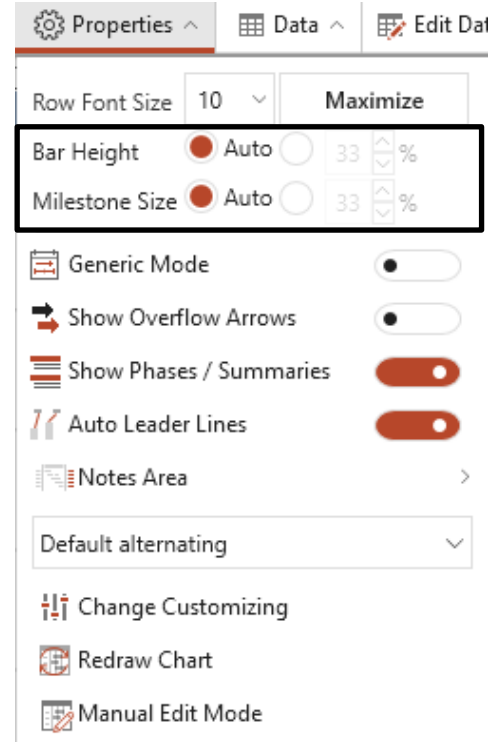 Properties Data Edit Dat
Row Font Size 10 Maximize
Bar Height Auto 33 %
Milestone Size Auto 33 %
Generic Mode
Show Overflow Arrows
Show Phases / Summaries
Auto Leader Lines
Notes Area
Default alternating
Change Customizing
Redraw Chart
Manual Edit Mode